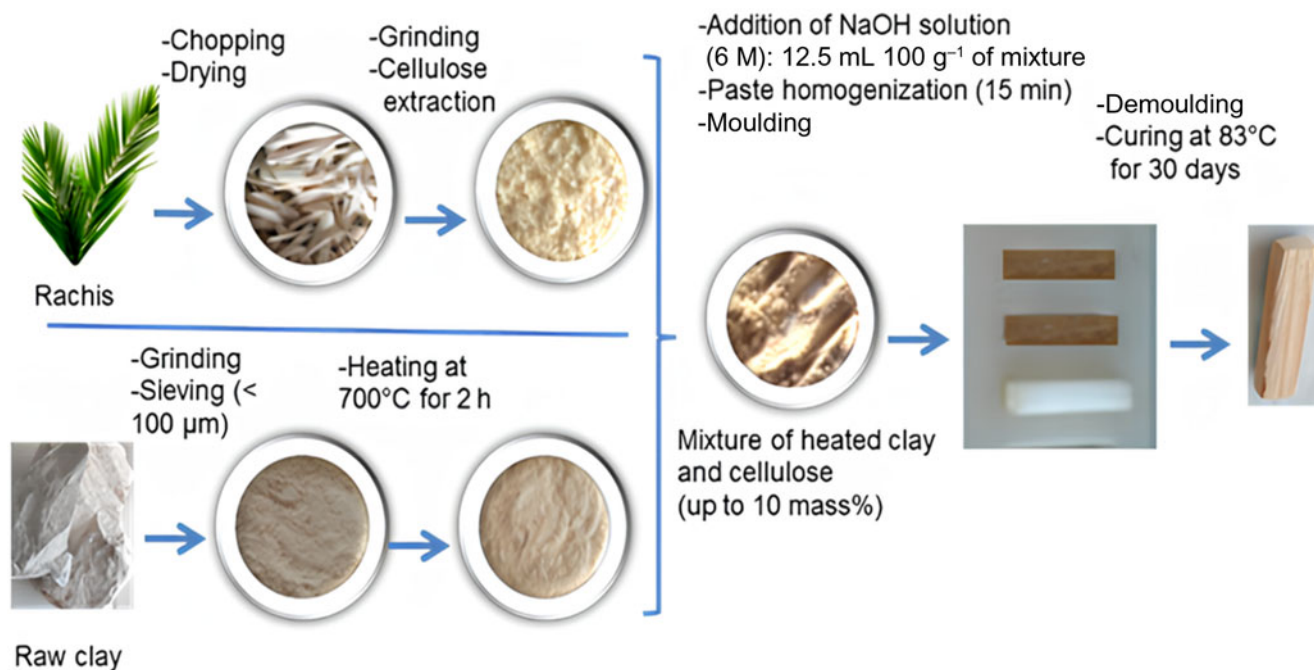 -Chopping
-Drying
-Grinding
-Cellulose
extraction
Rachis
-Grinding
-Sieving (<
100 µm)
-Heating at
700°C for 2 h
Raw clay
-Addition of NaOH solution
(6 M): 12.5 mL 100 g⁻¹ of mixture
-Paste homogenization (15 min)
-Moulding
Mixture of heated clay
and cellulose
(up to 10 mass%)
-Demoulding
-Curing at 83°C
for 30 days